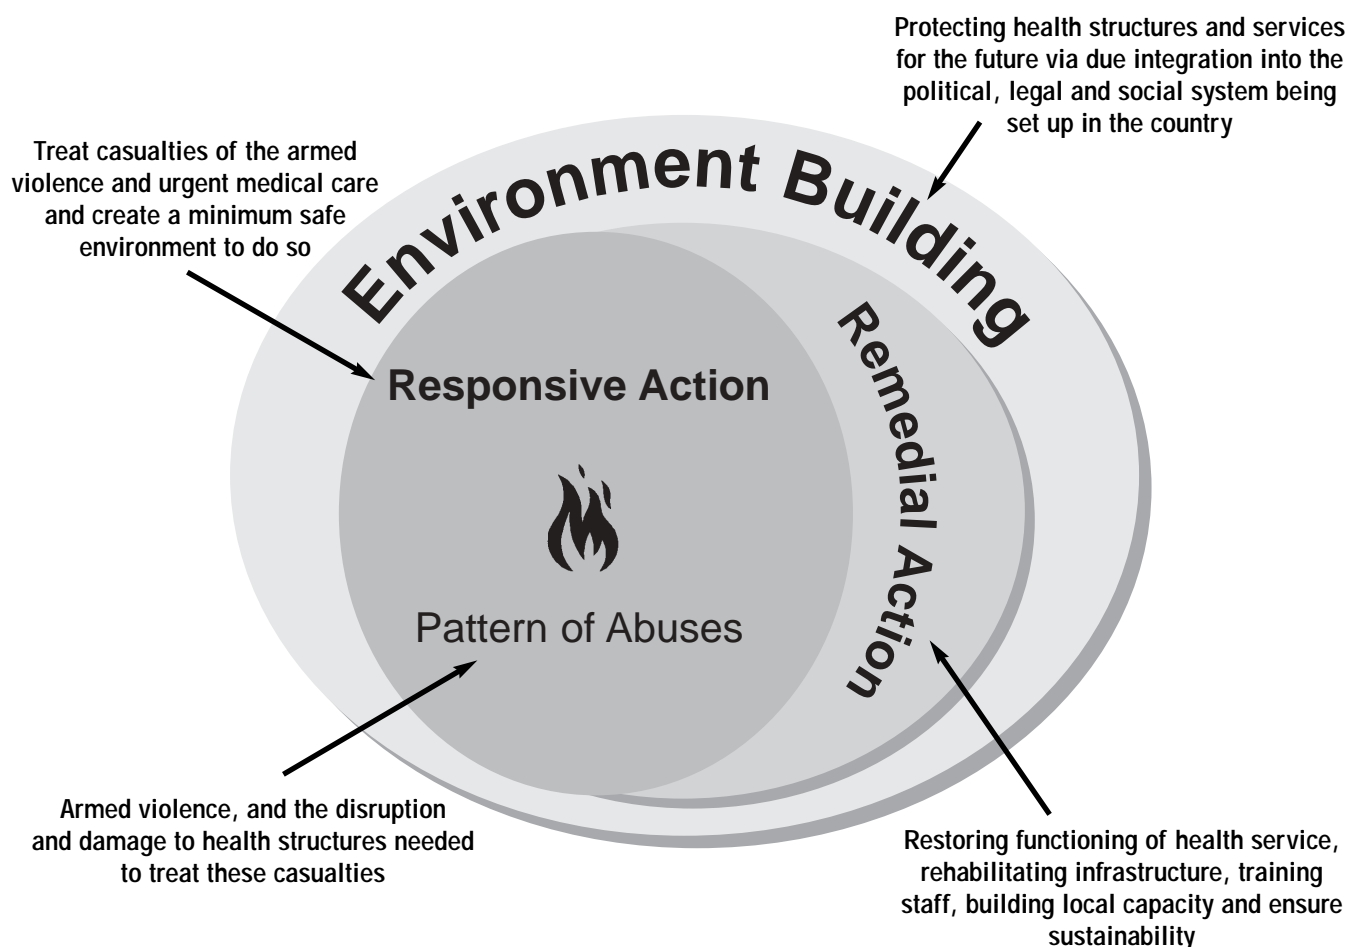 Protecting health structures and services
for the future via due integration into the
political, legal and social system being
set up in the country
Treat casualties of the armed
violence and urgent medical care
and create a minimum safe
environment to do so
Environment Building
Responsive Action
Remedial Action
Pattern of Abuses
Armed violence, and the disruption
and damage to health structures needed
to treat these casualties
Restoring functioning of health service,
rehabilitating infrastructure, training
staff, building local capacity and ensure
sustainability